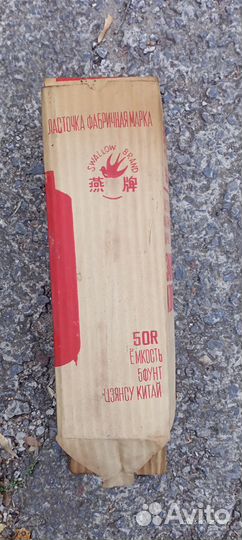 ЛАСТОЧКА ФАБРИЧНАЯ МАРКА
SWALLOW BRAND
燕牌
50R
ЁМКОСТЬ
5ФУНТ
ЦЗЯНСУ КИТАЙ
Avito